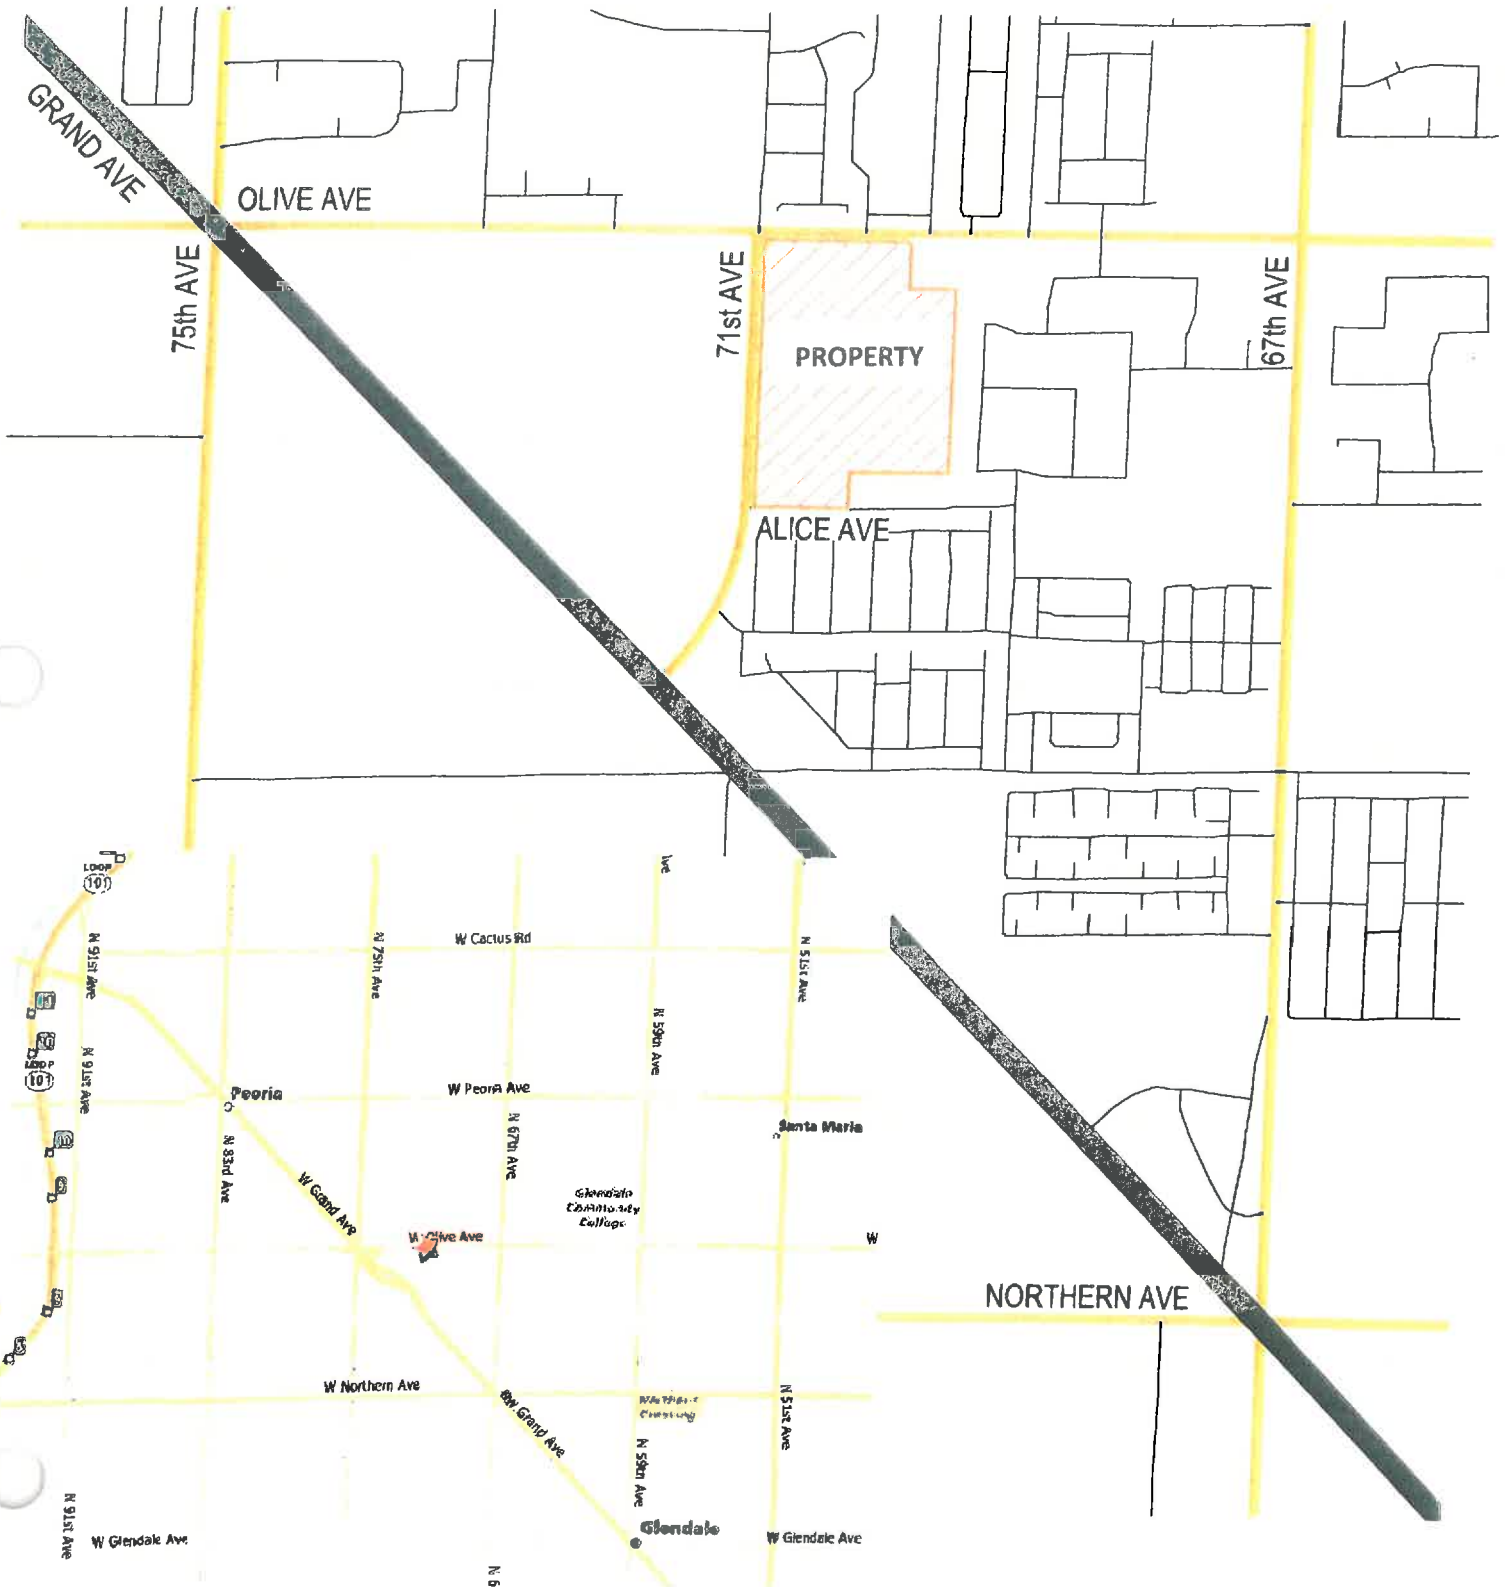 GRAND AVE
OLIVE AVE
75th AVE
71st AVE
67th AVE
PROPERTY
ALICE AVE
LOOP
101
N 91st Ave
N 75th Ave
W Cactus Rd
N 51st Ave
N 59th Ave
LOOP
101
N 91st Ave
Peoria
W Peoria Ave
N 67th Ave
Santa Maria
N 83rd Ave
W Grand Ave
Glendale
Community
College
W Olive Ave
W
NORTHERN AVE
W Northern Ave
W Grand Ave
N 51st Ave
N 59th Ave
N 91st Ave
W Glendale Ave
Glendale
W Glendale Ave
N 6